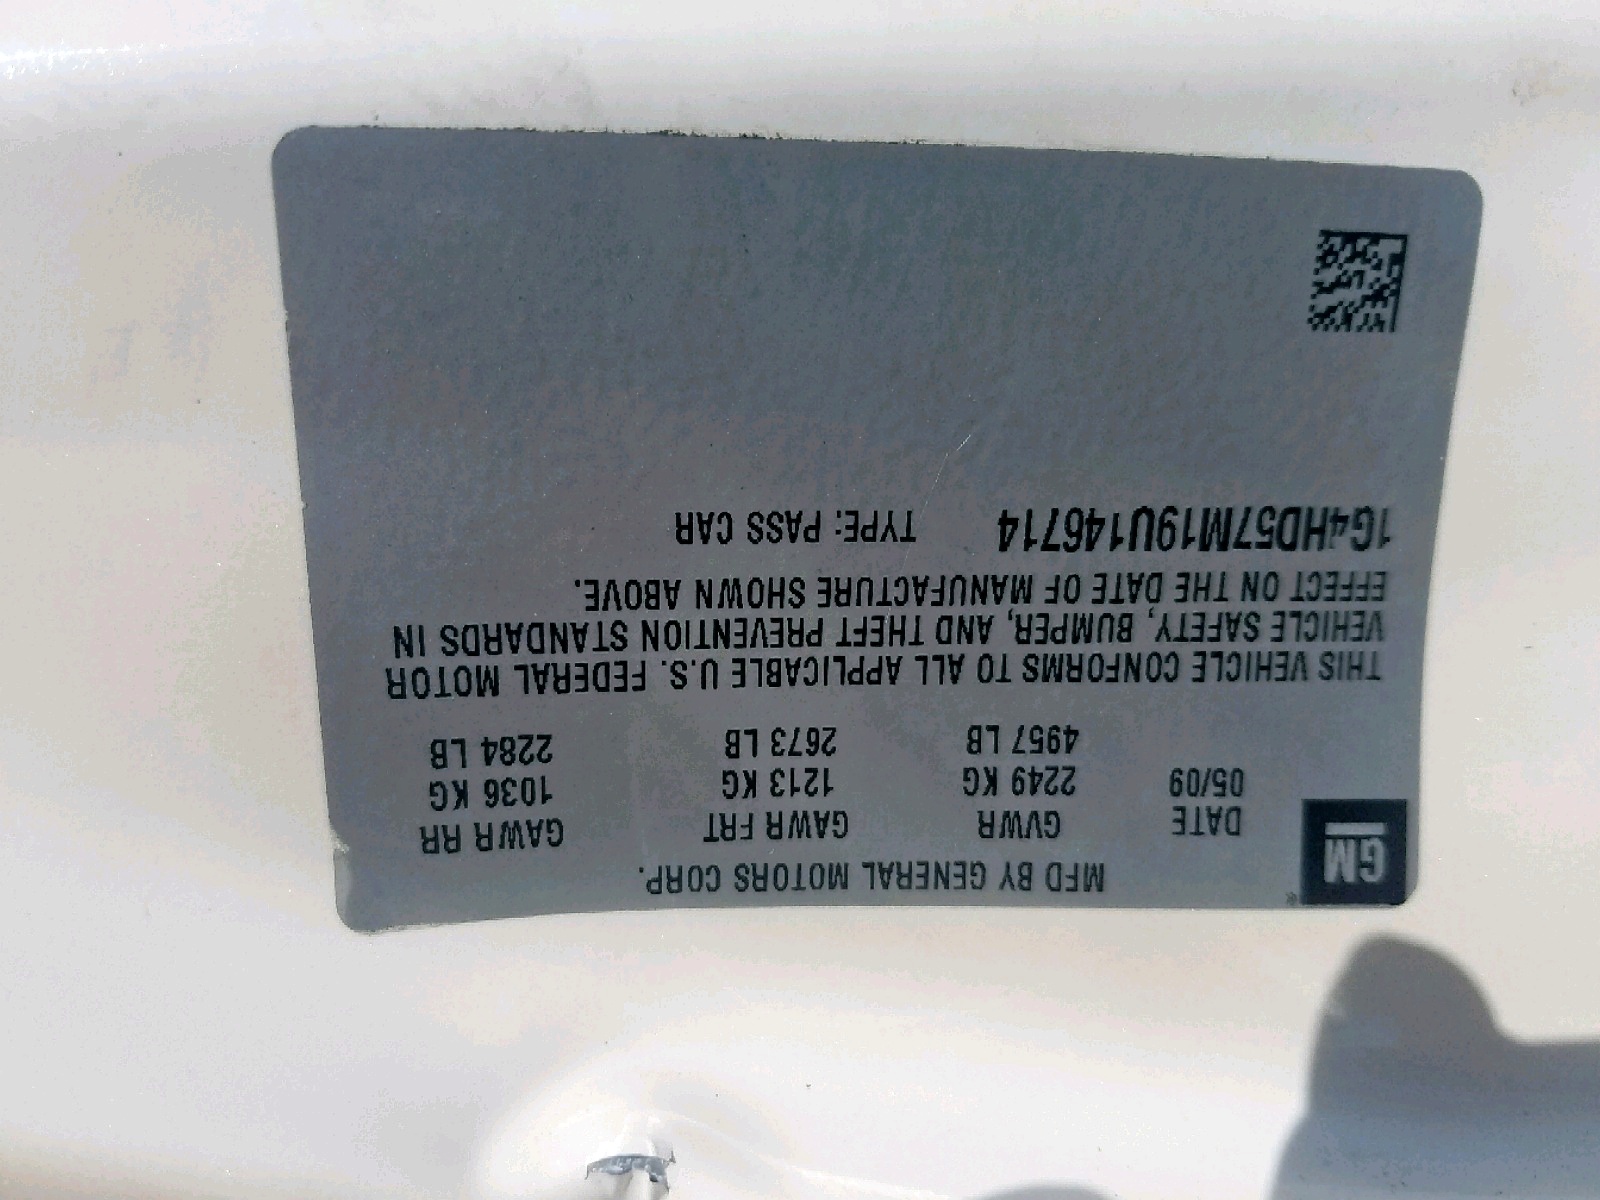 GM
MFD BY GENERAL MOTORS CORP.
DATE GVWR GAWR FRT GAWR RR
05/09 2249 KG 1213 KG 1036 KG
4957 LB 2673 LB 2284 LB
THIS VEHICLE CONFORMS TO ALL APPLICABLE U.S. FEDERAL MOTOR
VEHICLE SAFETY, BUMPER, AND THEFT PREVENTION STANDARDS IN
EFFECT ON THE DATE OF MANUFACTURE SHOWN ABOVE.
1G4HD57M19U146714 TYPE: PASS CAR